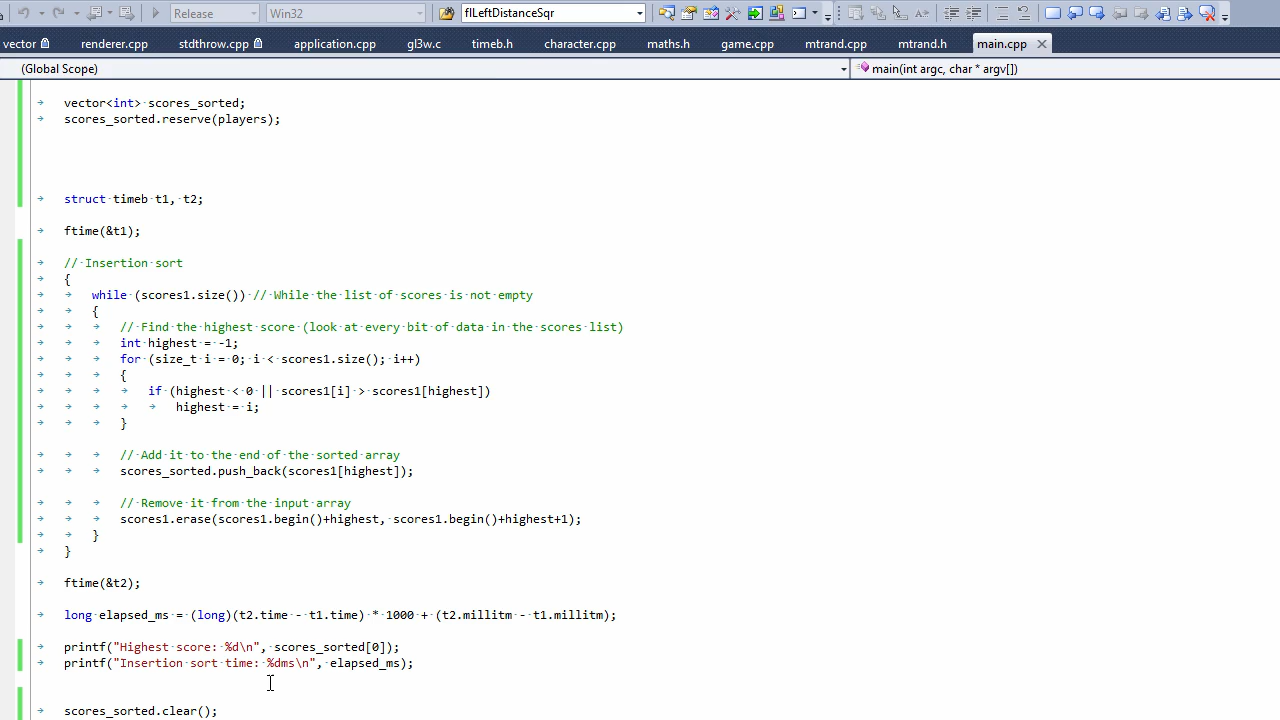 Release Win32 flLeftDistanceSqr
vector renderer.cpp stdthrow.cpp application.cpp gl3w.c timeb.h character.cpp maths.h game.cpp mtrand.cpp mtrand.h main.cpp
(Global Scope) main(int argc, char * argv[])
vector<int> scores_sorted;
scores_sorted.reserve(players);
struct timeb t1, t2;
ftime(&t1);
// Insertion sort
{
while (scores1.size()) // While the list of scores is not empty
{
// Find the highest score (look at every bit of data in the scores list)
int highest = -1;
for (size_t i = 0; i < scores1.size(); i++)
{
if (highest < 0 || scores1[i] > scores1[highest])
highest = i;
}
// Add it to the end of the sorted array
scores_sorted.push_back(scores1[highest]);
// Remove it from the input array
scores1.erase(scores1.begin()+highest, scores1.begin()+highest+1);
}
}
ftime(&t2);
long elapsed_ms = (long)(t2.time - t1.time) * 1000 + (t2.millitm - t1.millitm);
printf("Highest score: %d\n", scores_sorted[0]);
printf("Insertion sort time: %dms\n", elapsed_ms);
scores_sorted.clear();